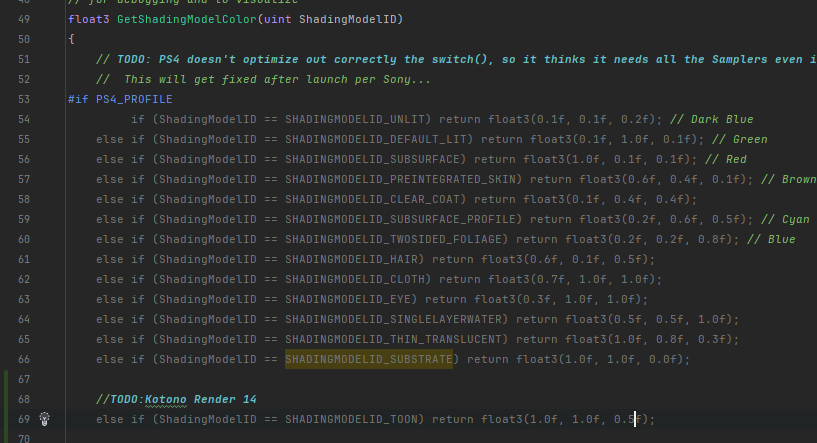 // for debugging and to visualize
49 float3 GetShadingModelColor(uint ShadingModelID)
50 {
51 // TODO: PS4 doesn't optimize out correctly the switch(), so it thinks it needs all the Samplers even i
52 //  This will get fixed after launch per Sony...
53 #if PS4_PROFILE
54 if (ShadingModelID == SHADINGMODELID_UNLIT) return float3(0.1f, 0.1f, 0.2f); // Dark Blue
55 else if (ShadingModelID == SHADINGMODELID_DEFAULT_LIT) return float3(0.1f, 1.0f, 0.1f); // Green
56 else if (ShadingModelID == SHADINGMODELID_SUBSURFACE) return float3(1.0f, 0.1f, 0.1f); // Red
57 else if (ShadingModelID == SHADINGMODELID_PREINTEGRATED_SKIN) return float3(0.6f, 0.4f, 0.1f); // Brown
58 else if (ShadingModelID == SHADINGMODELID_CLEAR_COAT) return float3(0.1f, 0.4f, 0.4f);
59 else if (ShadingModelID == SHADINGMODELID_SUBSURFACE_PROFILE) return float3(0.2f, 0.6f, 0.5f); // Cyan
60 else if (ShadingModelID == SHADINGMODELID_TWOSIDED_FOLIAGE) return float3(0.2f, 0.2f, 0.8f); // Blue
61 else if (ShadingModelID == SHADINGMODELID_HAIR) return float3(0.6f, 0.1f, 0.5f);
62 else if (ShadingModelID == SHADINGMODELID_CLOTH) return float3(0.7f, 1.0f, 1.0f);
63 else if (ShadingModelID == SHADINGMODELID_EYE) return float3(0.3f, 1.0f, 1.0f);
64 else if (ShadingModelID == SHADINGMODELID_SINGLELAYERWATER) return float3(0.5f, 0.5f, 1.0f);
65 else if (ShadingModelID == SHADINGMODELID_THIN_TRANSLUCENT) return float3(1.0f, 0.8f, 0.3f);
66 else if (ShadingModelID == SHADINGMODELID_SUBSTRATE) return float3(1.0f, 1.0f, 0.0f);
67
68 //TODO:Kotono Render 14
69 else if (ShadingModelID == SHADINGMODELID_TOON) return float3(1.0f, 1.0f, 0.5f);
70